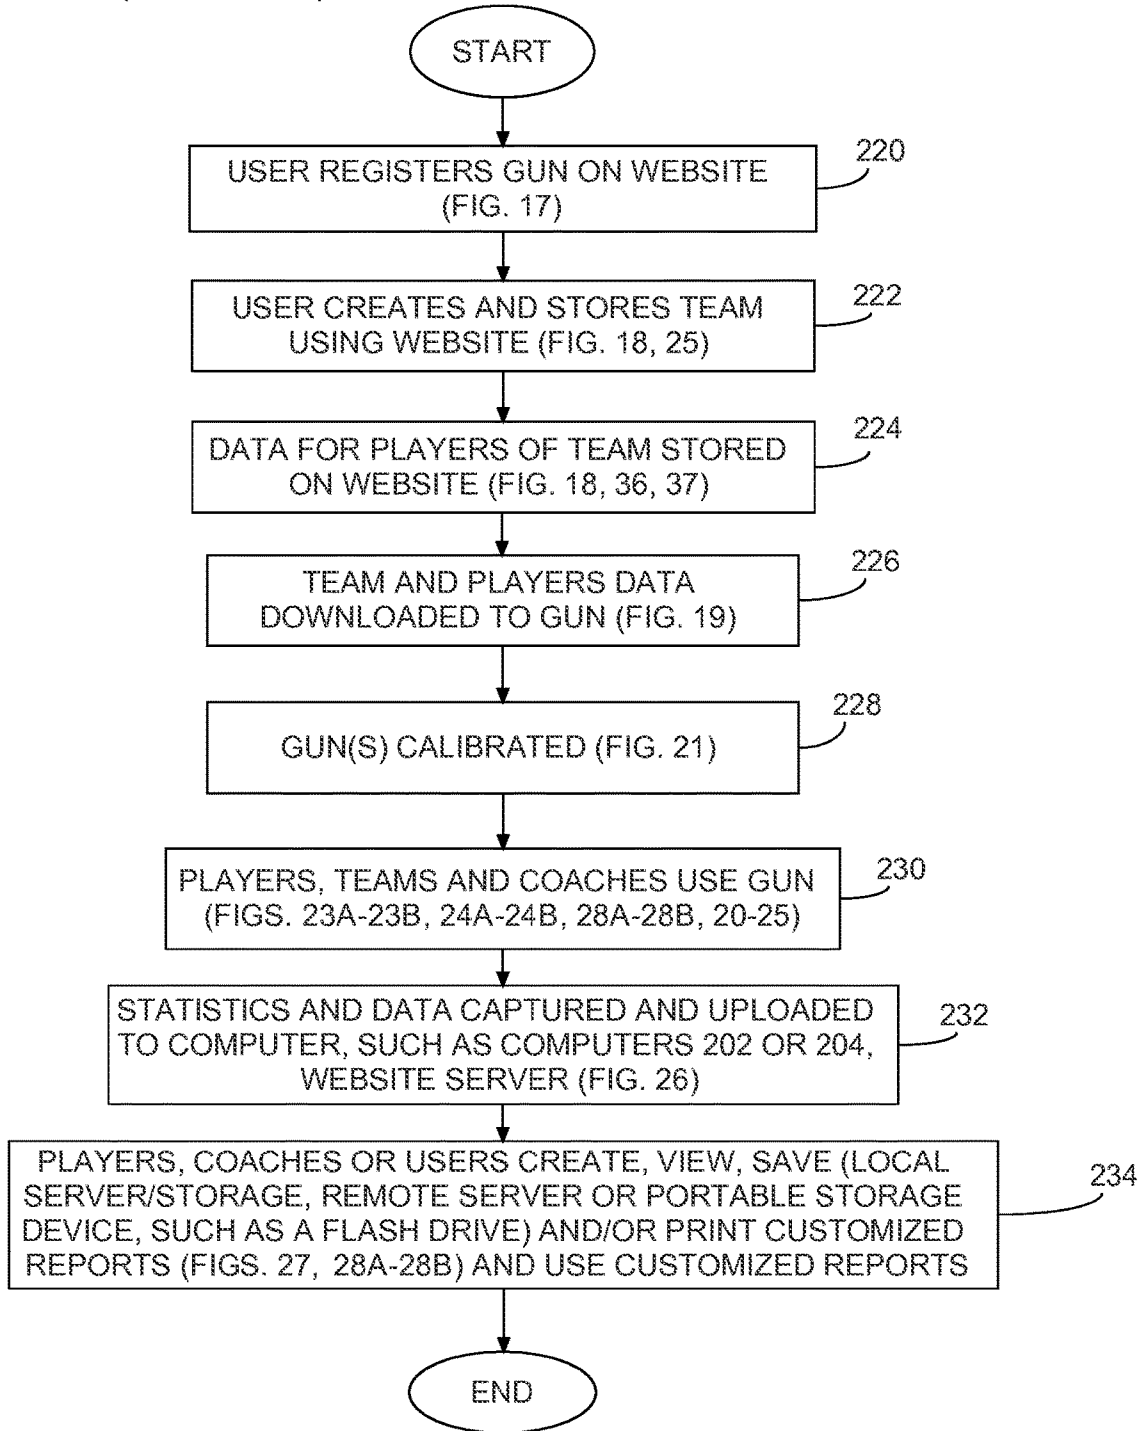 START
USER REGISTERS GUN ON WEBSITE
(FIG. 17)
220
USER CREATES AND STORES TEAM
USING WEBSITE (FIG. 18, 25)
222
DATA FOR PLAYERS OF TEAM STORED
ON WEBSITE (FIG. 18, 36, 37)
224
TEAM AND PLAYERS DATA
DOWNLOADED TO GUN (FIG. 19)
226
GUN(S) CALIBRATED (FIG. 21)
228
PLAYERS, TEAMS AND COACHES USE GUN
(FIGS. 23A-23B, 24A-24B, 28A-28B, 20-25)
230
STATISTICS AND DATA CAPTURED AND UPLOADED
TO COMPUTER, SUCH AS COMPUTERS 202 OR 204,
WEBSITE SERVER (FIG. 26)
232
PLAYERS, COACHES OR USERS CREATE, VIEW, SAVE (LOCAL
SERVER/STORAGE, REMOTE SERVER OR PORTABLE STORAGE
DEVICE, SUCH AS A FLASH DRIVE) AND/OR PRINT CUSTOMIZED
REPORTS (FIGS. 27, 28A-28B) AND USE CUSTOMIZED REPORTS
234
END